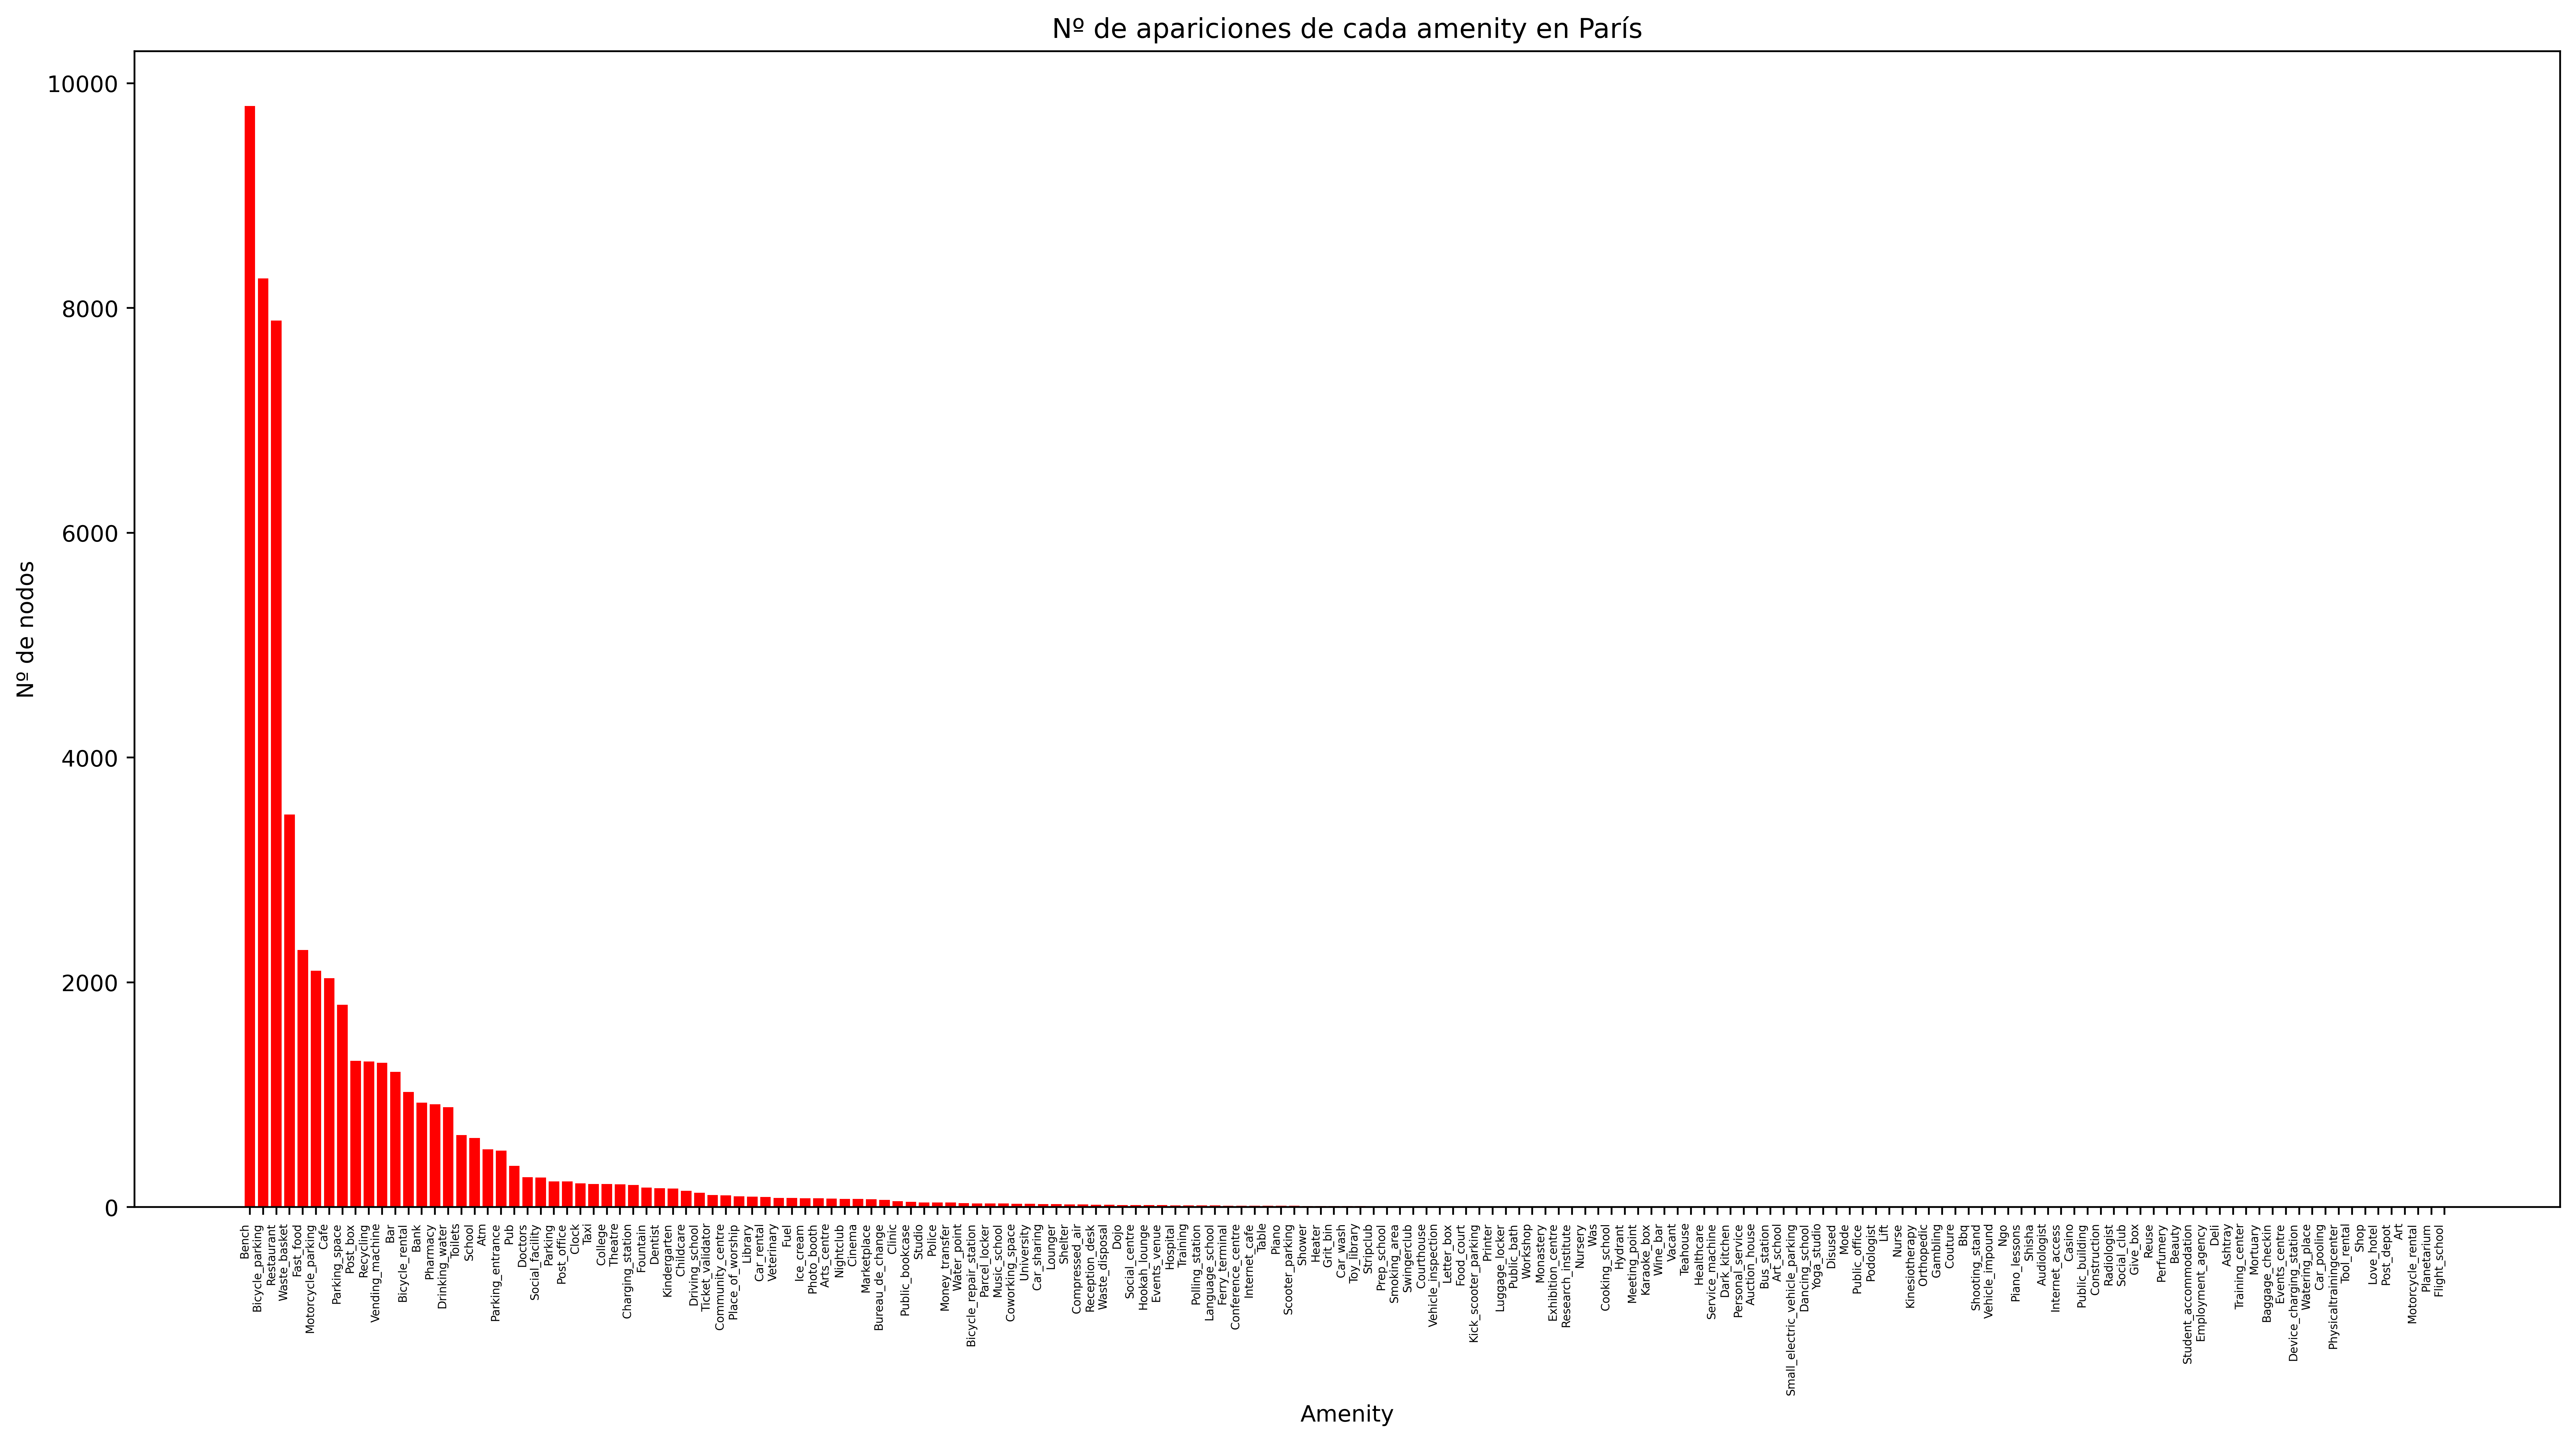 Nº de apariciones de cada amenity en París
Nº de nodos
10000
8000
6000
4000
2000
0
Bench
Bicycle_parking
Restaurant
Waste_basket
Fast_food
Motorcycle_parking
Cafe
Parking_space
Post_box
Recycling
Vending_machine
Bar
Bicycle_rental
Bank
Pharmacy
Drinking_water
Toilets
School
Atm
Parking_entrance
Pub
Doctors
Social_facility
Parking
Post_office
Clock
Taxi
College
Theatre
Charging_station
Fountain
Dentist
Kindergarten
Childcare
Driving_school
Ticket_validator
Community_centre
Place_of_worship
Library
Car_rental
Veterinary
Fuel
Ice_cream
Photo_booth
Arts_centre
Nightclub
Cinema
Marketplace
Bureau_de_change
Clinic
Public_bookcase
Studio
Police
Money_transfer
Water_point
Bicycle_repair_station
Parcel_locker
Music_school
Coworking_space
University
Car_sharing
Lounger
Shelter
Compressed_air
Reception_desk
Waste_disposal
Dojo
Social_centre
Hookah_lounge
Events_venue
Hospital
Training
Polling_station
Language_school
Ferry_terminal
Conference_centre
Internet_cafe
Table
Piano
Scooter_parking
Shower
Heater
Grit_bin
Car_wash
Toy_library
Stripclub
Prep_school
Smoking_area
Swingerclub
Courthouse
Vehicle_inspection
Letter_box
Food_court
Kick_scooter_parking
Printer
Luggage_locker
Public_bath
Workshop
Monastery
Exhibition_centre
Research_institute
Nursery
Was
Cooking_school
Hydrant
Meeting_point
Karaoke_box
Wine_bar
Vacant
Teahouse
Healthcare
Service_machine
Dark_kitchen
Personal_service
Auction_house
Bus_station
Art_school
Small_electric_vehicle_parking
Dancing_school
Yoga_studio
Disused
Mode
Public_office
Podologist
Lift
Nurse
Kinesiotherapy
Orthopedic
Gambling
Couture
Bbq
Shooting_stand
Vehicle_impound
Ngo
Piano_lessons
Shisha
Audiologist
Internet_access
Casino
Public_building
Construction
Radiologist
Social_club
Give_box
Reuse
Perfumery
Beauty
Student_accommodation
Employment_agency
Deli
Ashtray
Training_center
Mortuary
Baggage_checkin
Events_centre
Device_charging_station
Watering_place
Car_pooling
Physicaltrainingcenter
Tool_rental
Shop
Love_hotel
Post_depot
Art
Motorcycle_rental
Planetarium
Flight_school
Amenity